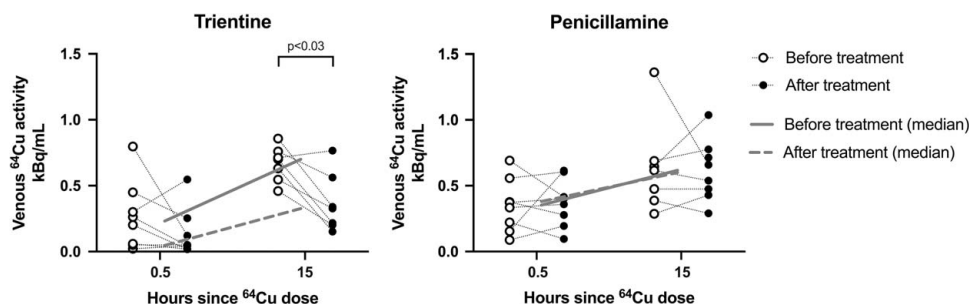 Trientine
Venous ⁶⁴Cu activity
kBq/mL
1.5
1.0
0.5
0.0
p<0.03
0.5
15
Hours since ⁶⁴Cu dose
Penicillamine
Venous ⁶⁴Cu activity
kBq/mL
1.5
1.0
0.5
0.0
0.5
15
Hours since ⁶⁴Cu dose
Before treatment
After treatment
Before treatment (median)
After treatment (median)